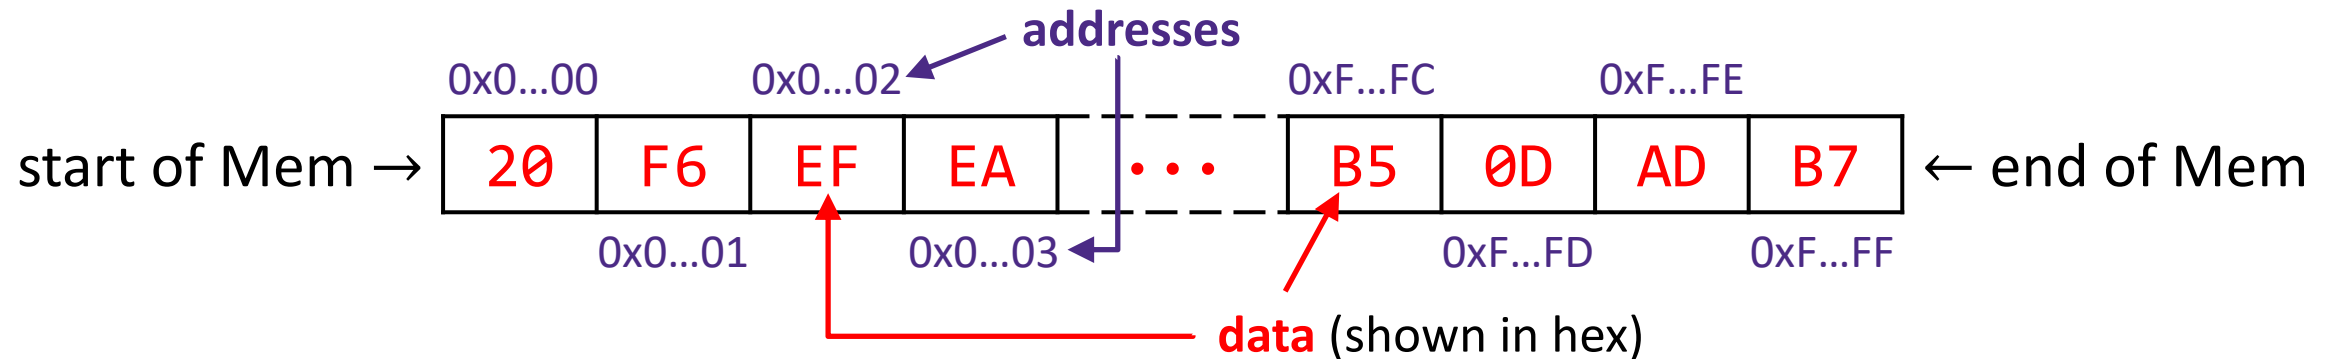 addresses
0x0...00 0x0...02 0xF...FC 0xF...FE
start of Mem → 20 F6 EF EA ... B5 0D AD B7 ← end of Mem
0x0...01 0x0...03 0xF...FD 0xF...FF
data (shown in hex)